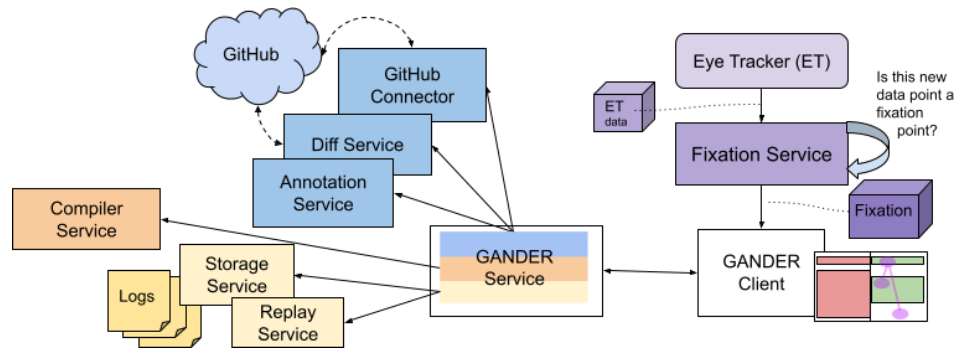 GitHub
GitHub
Connector
Diff Service
Annotation
Service
Compiler
Service
Storage
Service
Logs
Replay
Service
GANDER
Service
Eye Tracker (ET)
ET
data
Is this new
data point a
fixation
point?
Fixation Service
Fixation
GANDER
Client